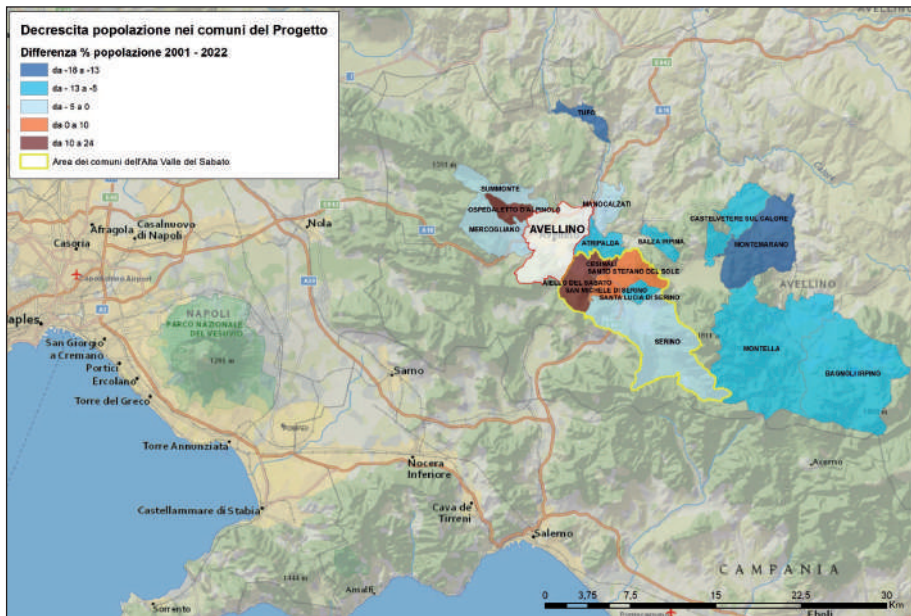 Decrescita popolazione nei comuni del Progetto
Differenza % popolazione 2001 - 2022
da -16 a -13
da - 13 a -5
da - 5 a 0
da 0 a 10
da 10 a 24
Area dei comuni dell'Alta Valle del Sabato
AVELLINO
TUFO
SUMMONTE
OSPEDALETTO D'ALPINOLO
MANOCALZATI
MERCOGLIANO
AVELLINO
ATRIPALDA
SALZA IRPINA
CASTELVETERE SUL CALORE
MONTEMARANO
CESINALI
SANTO STEFANO DEL SOLE
AIELLO DEL SABATO
SAN MICHELE DI SERINO
SANTA LUCIA DI SERINO
AVELLINO
SERINO
MONTELLA
BAGNOLI IRPINO
Nola
Afragola
Casalnuovo
di Napoli
Casoria
aples
NAPOLI
PARCO NAZIONALE
DEL VESUVIO
San Giorgio
a Cremano
Portici
Ercolano
Torre del Greco
Sarno
Torre Annunziata
Nocera
Inferiore
Acerno
Castellammare di Stabia
Cava de'
Tirreni
Salerno
CAMPANIA
Amalfi
Sorrento
0 3,75 7,5 15 22,5 30
Km
Eboli